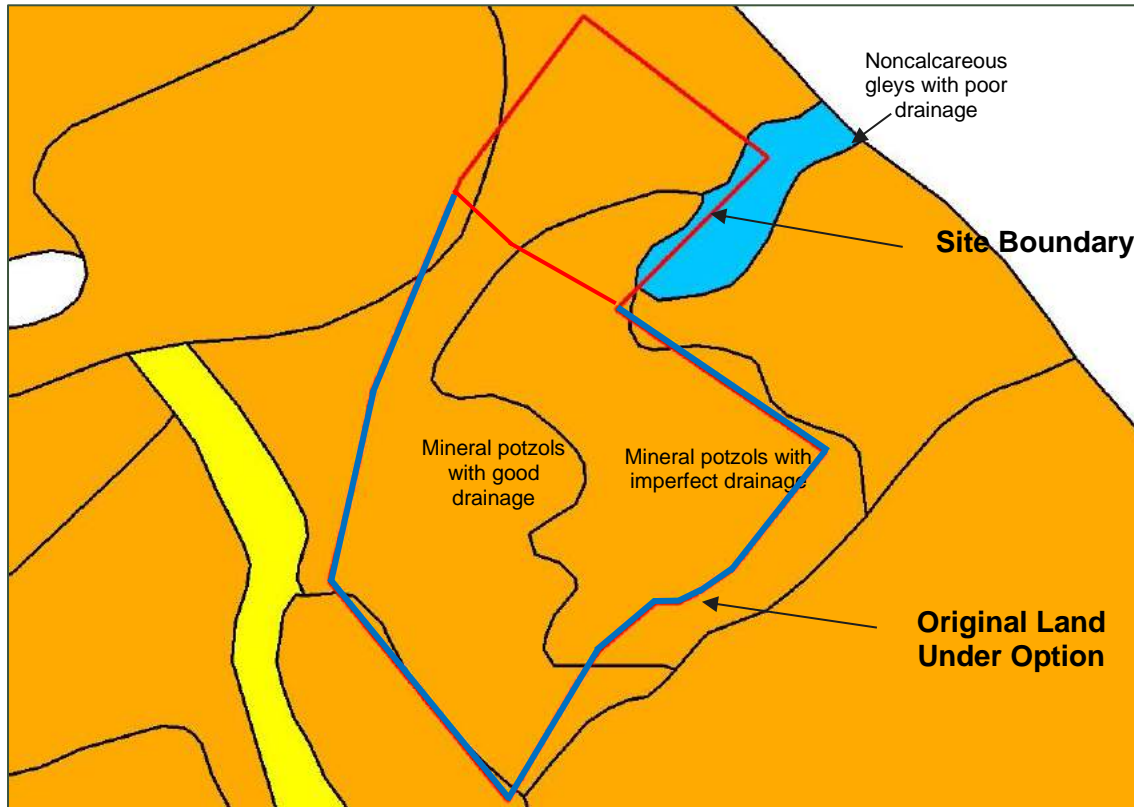 Noncalcareous
gleys with poor
drainage
Site Boundary
Mineral potzols
with good
drainage
Mineral potzols with
imperfect drainage
Original Land
Under Option